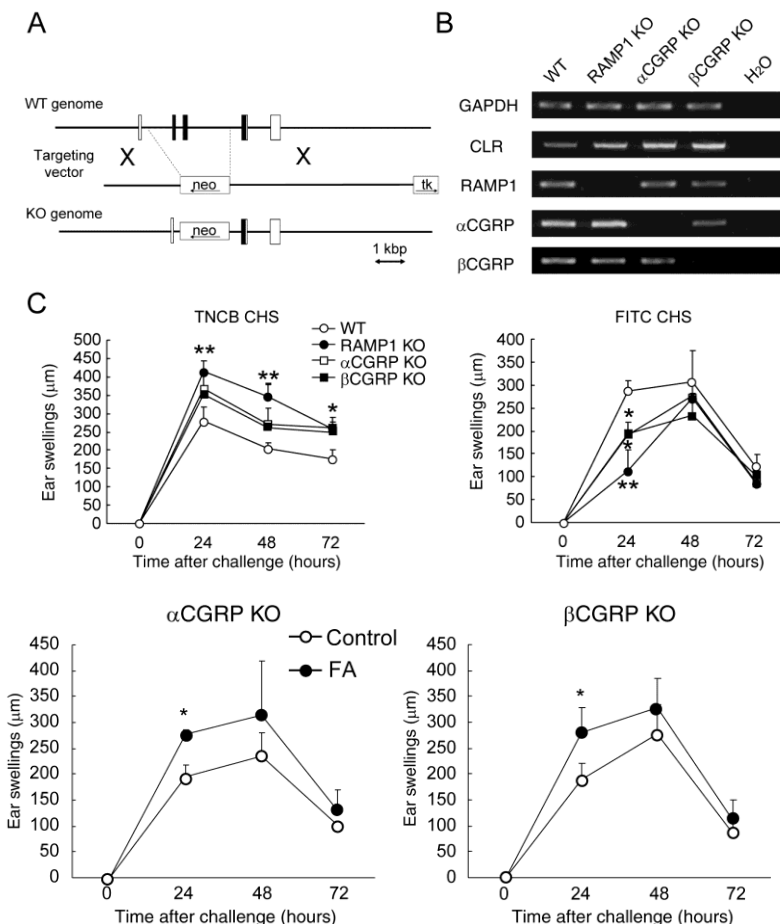 A
WT genome
Targeting
vector
neo
tk
KO genome
neo
1 kbp
B
WT
RAMP1 KO
αCGRP KO
βCGRP KO
H₂O
GAPDH
CLR
RAMP1
αCGRP
βCGRP
C
TNCB CHS
WT
RAMP1 KO
αCGRP KO
βCGRP KO
Ear swellings (μm)
500
450
400
350
300
250
200
150
100
50
0
** ** *
0 24 48 72
Time after challenge (hours)
FITC CHS
Ear swellings (μm)
400
350
300
250
200
150
100
50
0
*
*
**
0 24 48 72
Time after challenge (hours)
αCGRP KO
Control
FA
Ear swellings (μm)
450
400
350
300
250
200
150
100
50
0
*
0 24 48 72
Time after challenge (hours)
βCGRP KO
Ear swellings (μm)
450
400
350
300
250
200
150
100
50
0
*
0 24 48 72
Time after challenge (hours)